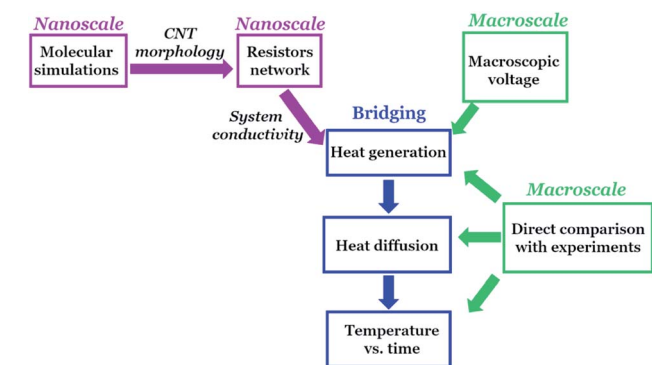 Nanoscale
Molecular
simulations
CNT
morphology
Nanoscale
Resistors
network
Macroscale
Macroscopic
voltage
System
conductivity
Bridging
Heat generation
Macroscale
Direct comparison
with experiments
Heat diffusion
Temperature
vs. time